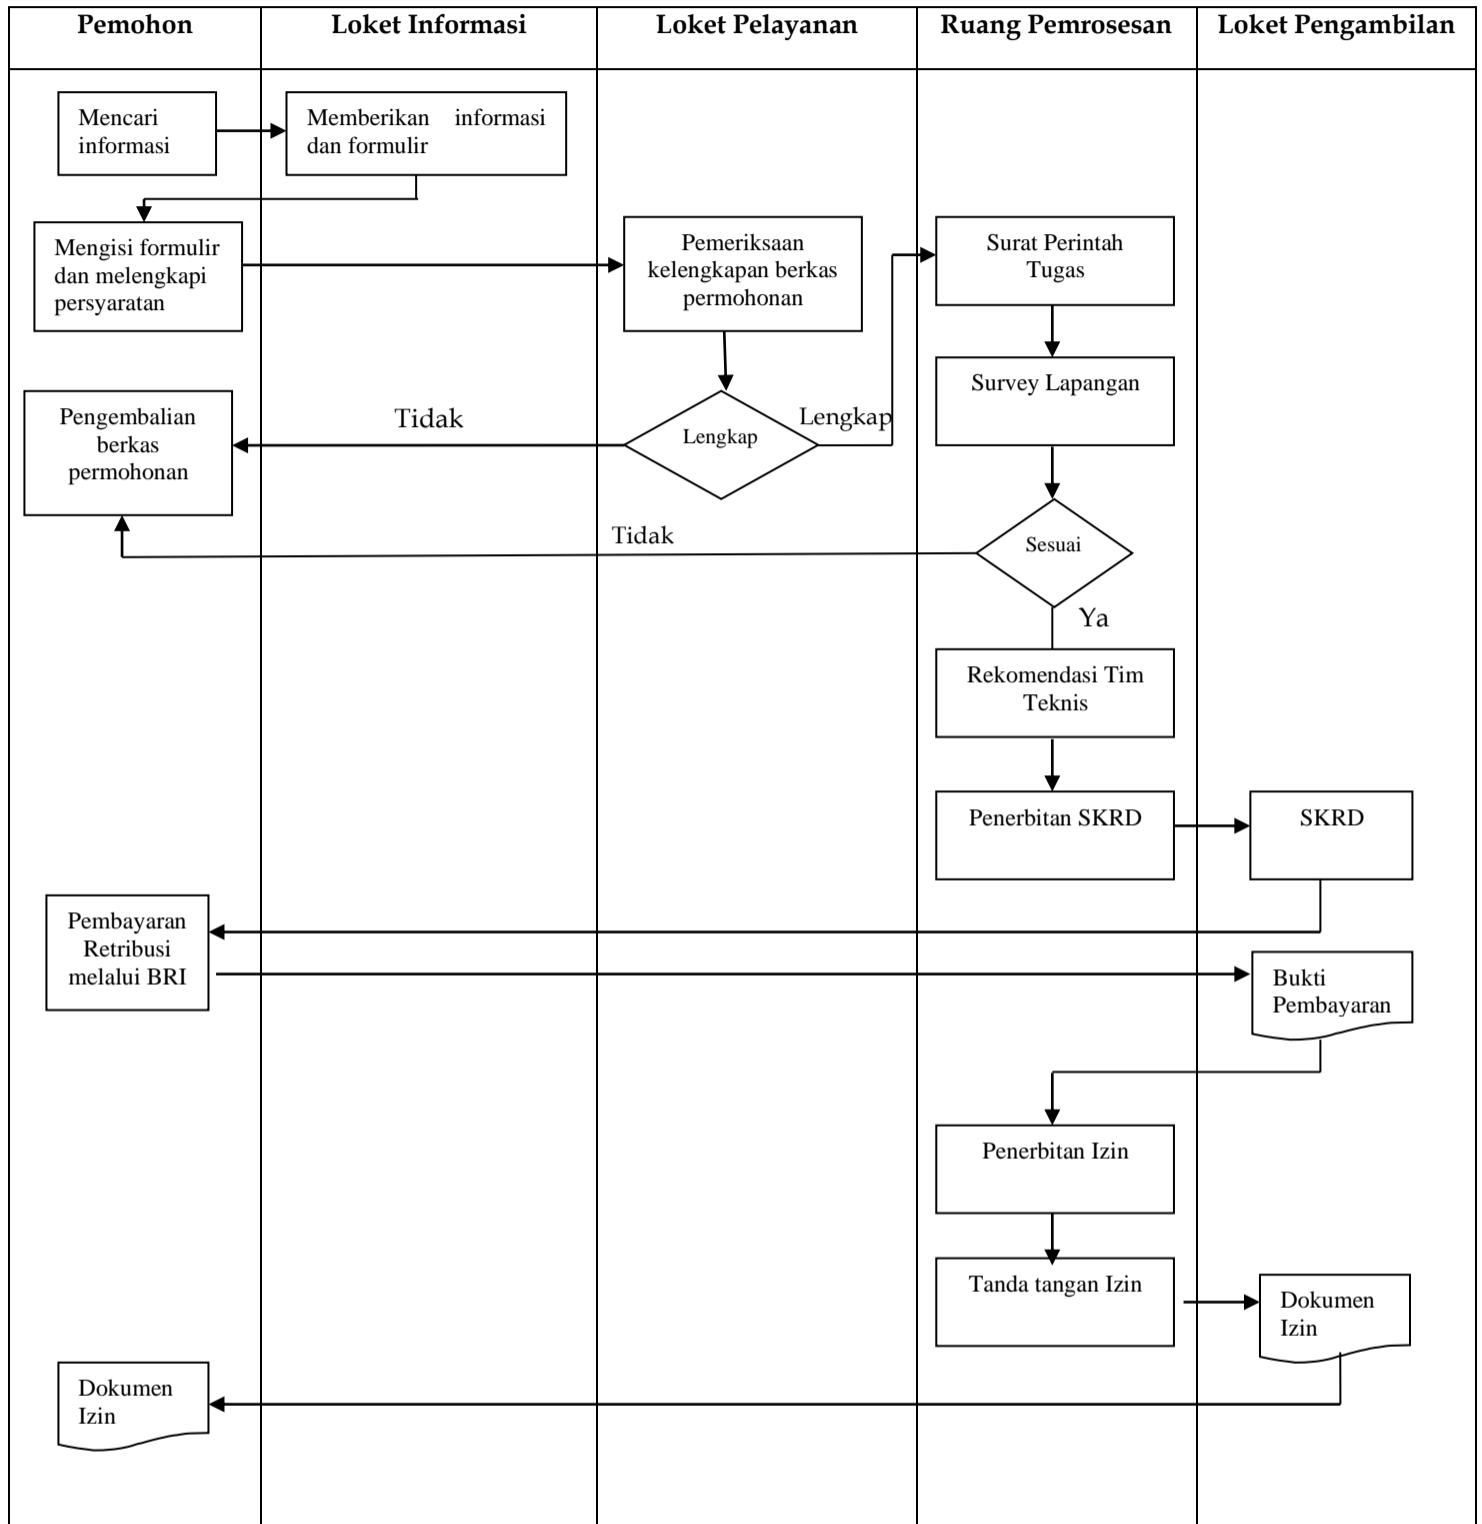 Pemohon
Loket Informasi
Loket Pelayanan
Ruang Pemrosesan
Loket Pengambilan
Mencari
informasi
Memberikan informasi
dan formulir
Mengisi formulir
dan melengkapi
persyaratan
Pemeriksaan
kelengkapan berkas
permohonan
Surat Perintah
Tugas
Survey Lapangan
Pengembalian
berkas
permohonan
Tidak
Lengkap
Lengkap
Tidak
Sesuai
Ya
Rekomendasi Tim
Teknis
Penerbitan SKRD
SKRD
Pembayaran
Retribusi
melalui BRI
Bukti
Pembayaran
Penerbitan Izin
Tanda tangan Izin
Dokumen
Izin
Dokumen
Izin